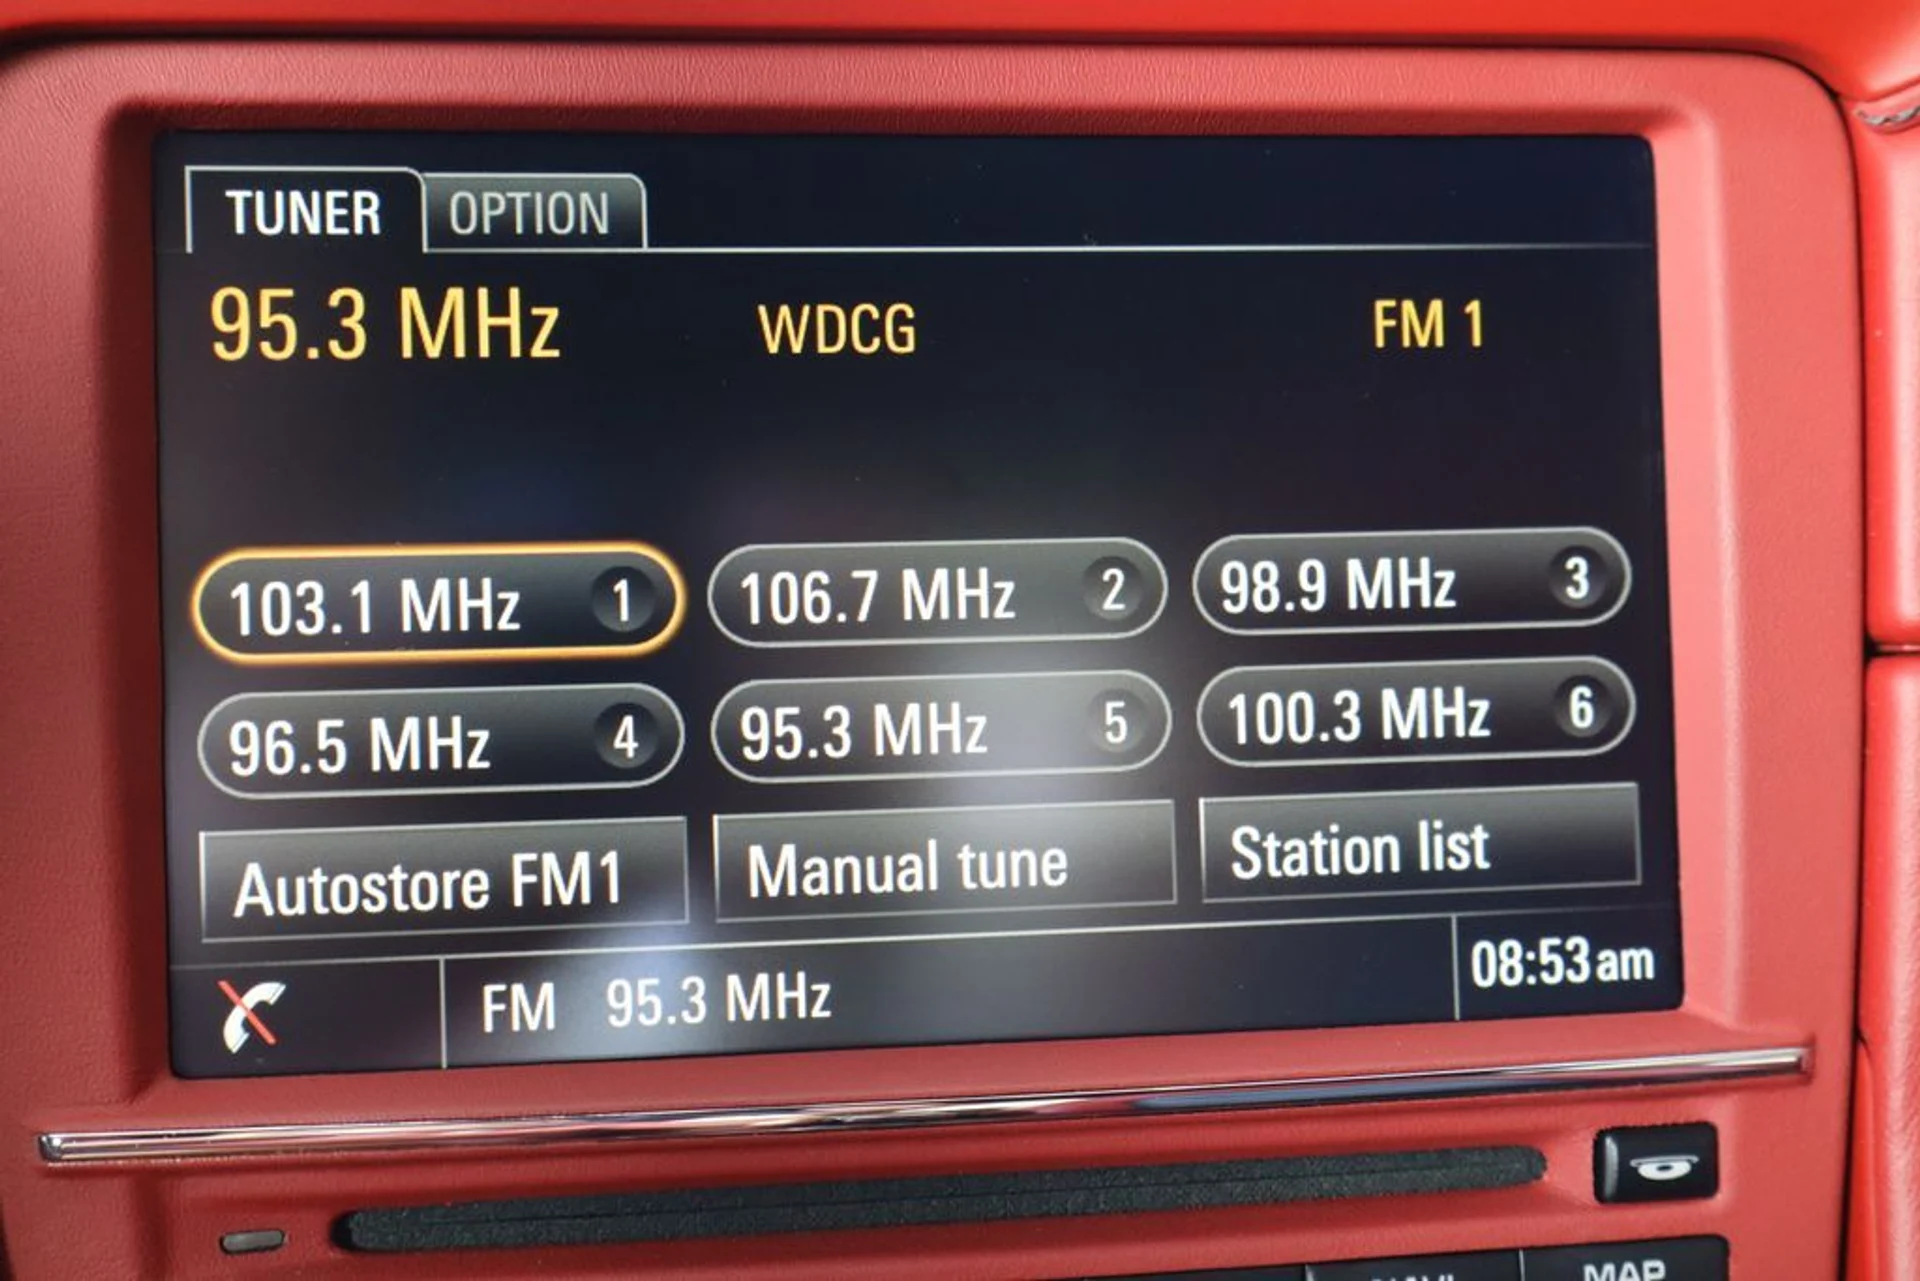 TUNER OPTION
95.3 MHz WDCG FM 1
103.1 MHz 1 106.7 MHz 2 98.9 MHz 3
96.5 MHz 4 95.3 MHz 5 100.3 MHz 6
Autostore FM1 Manual tune Station list
FM 95.3 MHz 08:53am
MAP